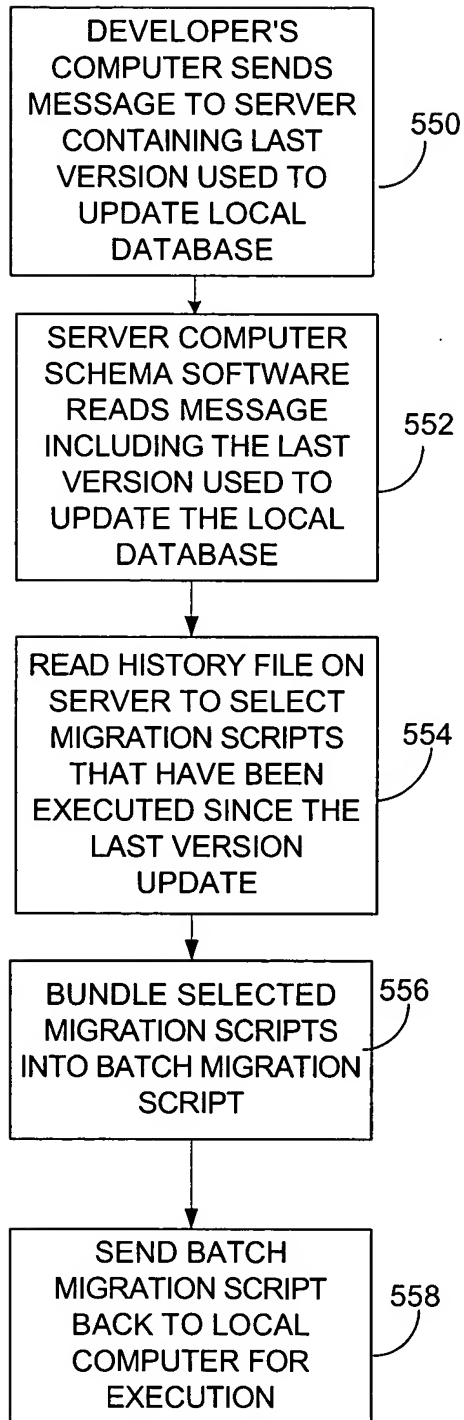 DEVELOPER'S
COMPUTER SENDS
MESSAGE TO SERVER
CONTAINING LAST
VERSION USED TO
UPDATE LOCAL
DATABASE
550
SERVER COMPUTER
SCHEMA SOFTWARE
READS MESSAGE
INCLUDING THE LAST
VERSION USED TO
UPDATE THE LOCAL
DATABASE
552
READ HISTORY FILE ON
SERVER TO SELECT
MIGRATION SCRIPTS
THAT HAVE BEEN
EXECUTED SINCE THE
LAST VERSION
UPDATE
554
BUNDLE SELECTED
MIGRATION SCRIPTS
INTO BATCH MIGRATION
SCRIPT
556
SEND BATCH
MIGRATION SCRIPT
BACK TO LOCAL
COMPUTER FOR
EXECUTION
558